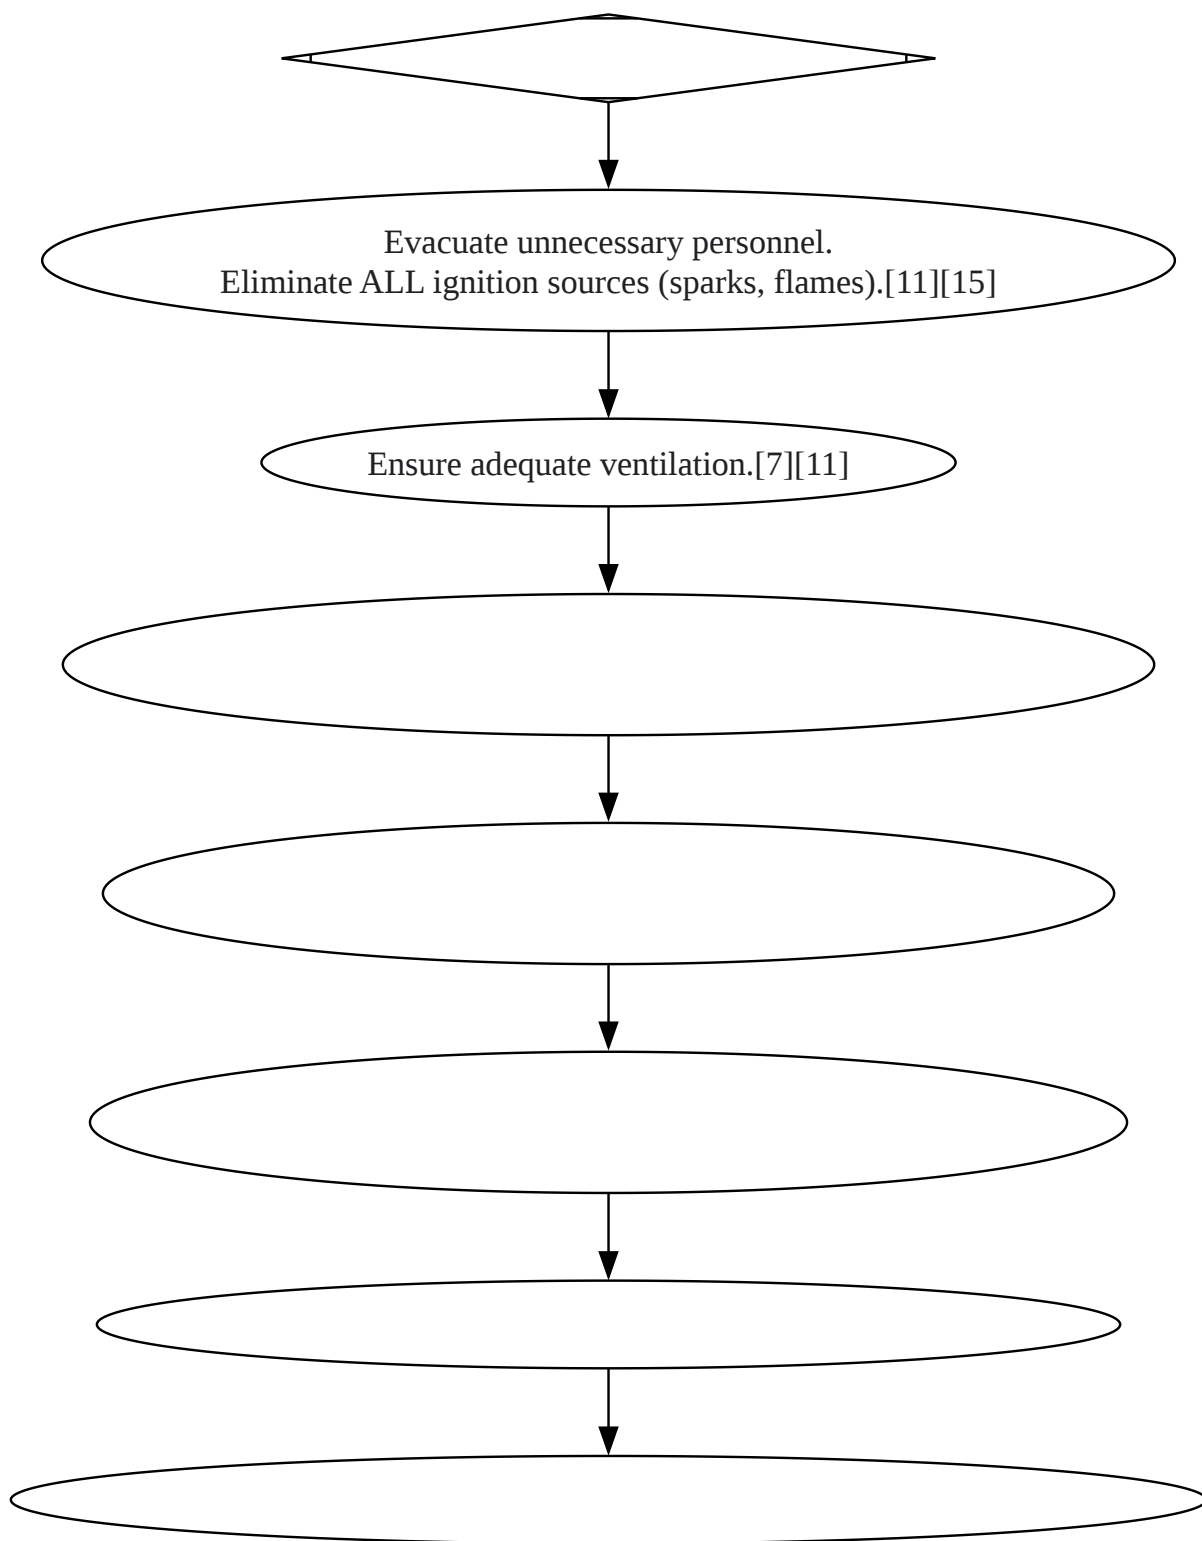 Evacuate unnecessary personnel.
Eliminate ALL ignition sources (sparks, flames).[11][15]
Ensure adequate ventilation.[7][11]